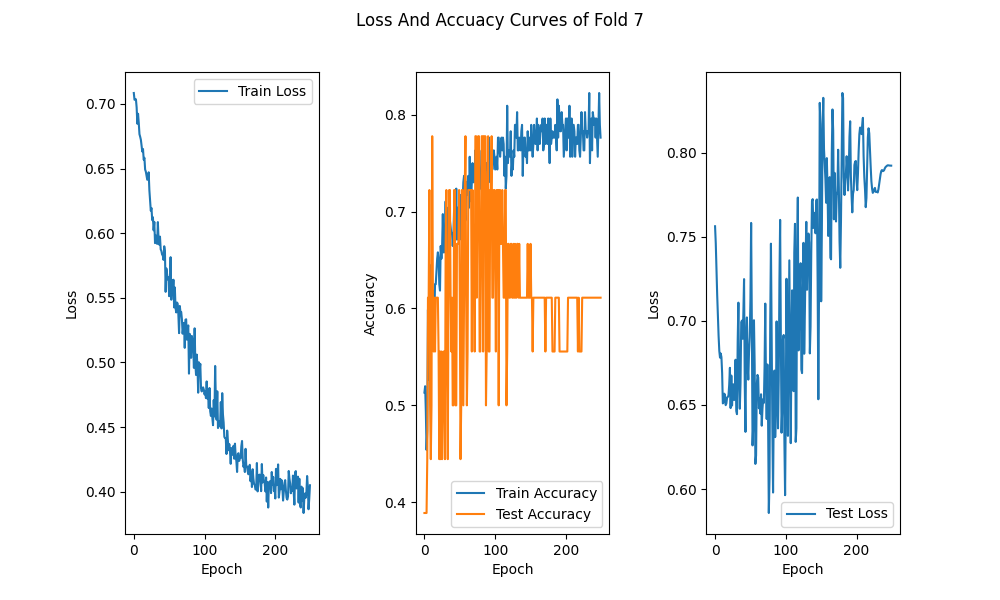 Loss And Accuacy Curves of Fold 7
Loss
0.70
0.65
0.60
0.55
0.50
0.45
0.40
0
100
200
Epoch
Train Loss
Accuracy
0.8
0.7
0.6
0.5
0.4
0
100
200
Epoch
Train Accuracy
Test Accuracy
Loss
0.80
0.75
0.70
0.65
0.60
0
100
200
Epoch
Test Loss